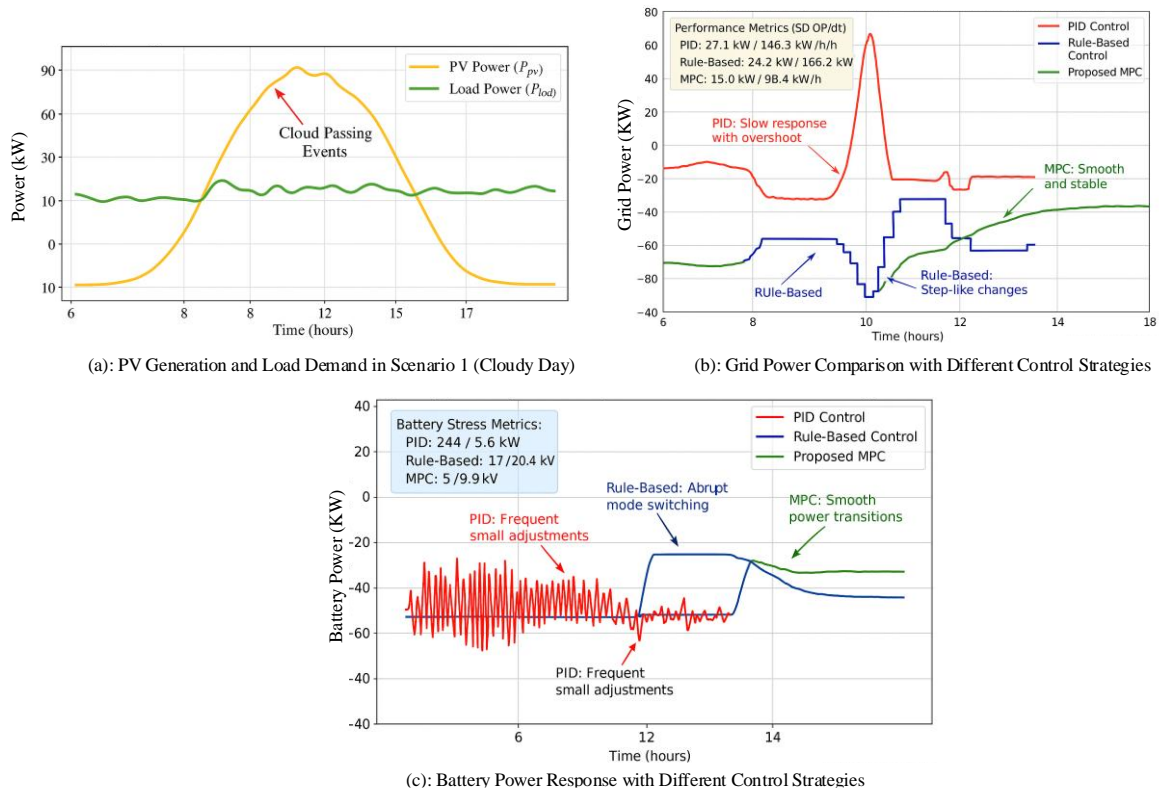 90
60
30
10
0
10
Power (kW)
PV Power (Ppv)
Load Power (Plod)
Cloud Passing
Events
6 8 8 9 12 15 17
Time (hours)
(a): PV Generation and Load Demand in Scenario 1 (Cloudy Day)
80
60
40
20
-0
-20
-40
-60
-80
-40
Grid Power (KW)
Performance Metrics (SD OP/dt)
PID: 27.1 kW / 146.3 kW/h/h
Rule-Based: 24.2 kW / 166.2 kW
MPC: 15.0 kW / 9B.4 kW/h
PID Control
Rule-Based
Control
Proposed MPC
PID: Slow response
with overshoot
MPC: Smooth
and stable
RUle-Based
Rule-Based:
Step-like changes
6 8 10 12 14 16 18
Time (hours)
(b): Grid Power Comparison with Different Control Strategies
-40
-20
-0
-20
-40
-60
-40
-40
Battery Power (KW)
Battery Stress Metrics:
PID: 244 / 5.6 kW
Rule-Based: 17/20.4 kV
MPC: 5 /9.9 kV
PID Control
Rule-Based Control
Proposed MPC
PID: Frequent
small adjustments
Rule-Based: Abrupt
mode switching
MPC: Smooth
power transitions
PID: Frequent
small adjustments
6 12 14
Time (hours)
(c): Battery Power Response with Different Control Strategies